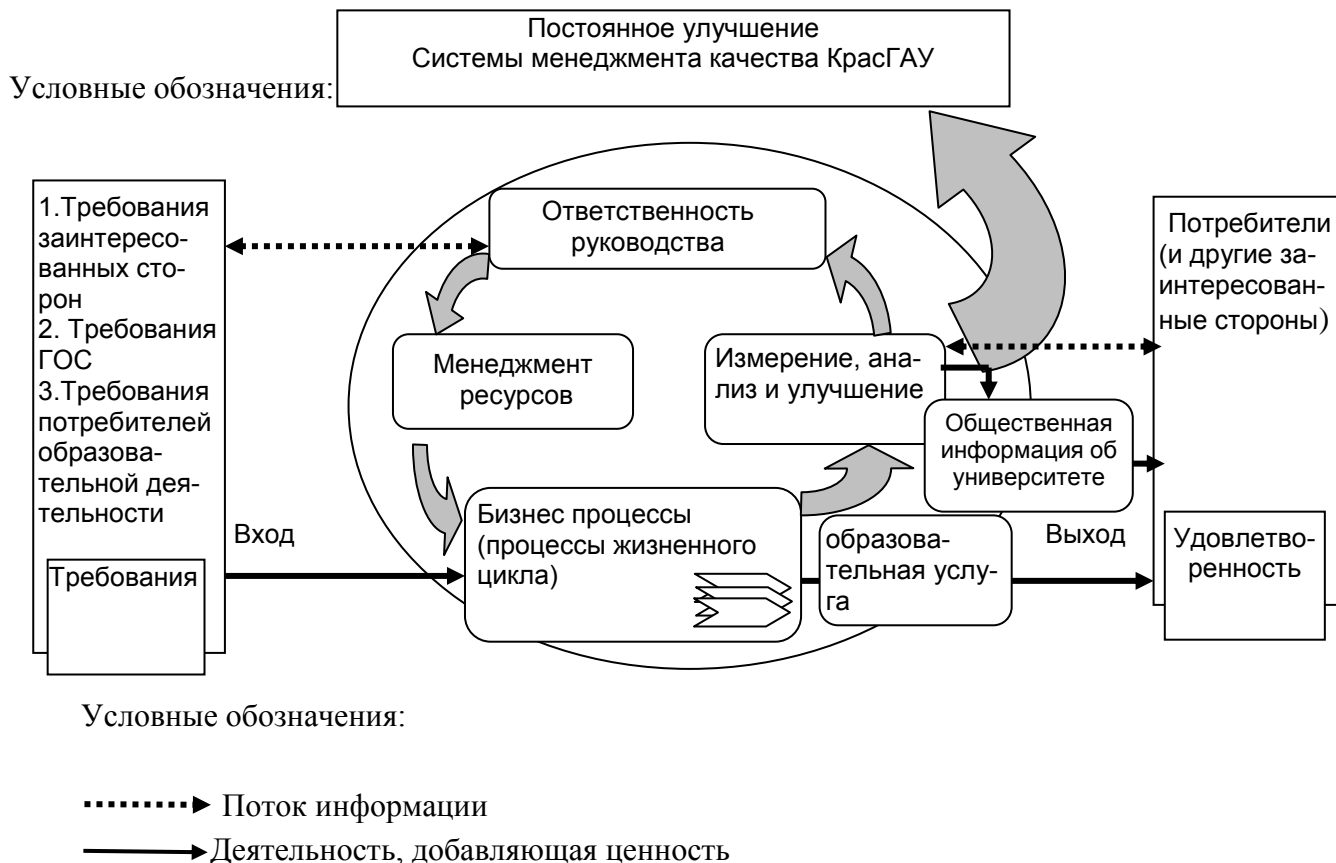 Постоянное улучшение
Системы менеджмента качества КрасГАУ
Условные обозначения:
1.Требования
заинтересо-
ванных сто-
рон
2. Требования
ГОС
3.Требования
потребителей
образова-
тельной дея-
тельности
Требования
Вход
Ответственность
руководства
Менеджмент
ресурсов
Измерение, ана-
лиз и улучшение
Общественная
информация об
университете
Бизнес процессы
(процессы жизненного
цикла)
образова-
тельная услу-
га
Выход
Потребители
(и другие за-
интересован-
ные стороны)
Удовлетво-
ренность
Условные обозначения:
Поток информации
Деятельность, добавляющая ценность